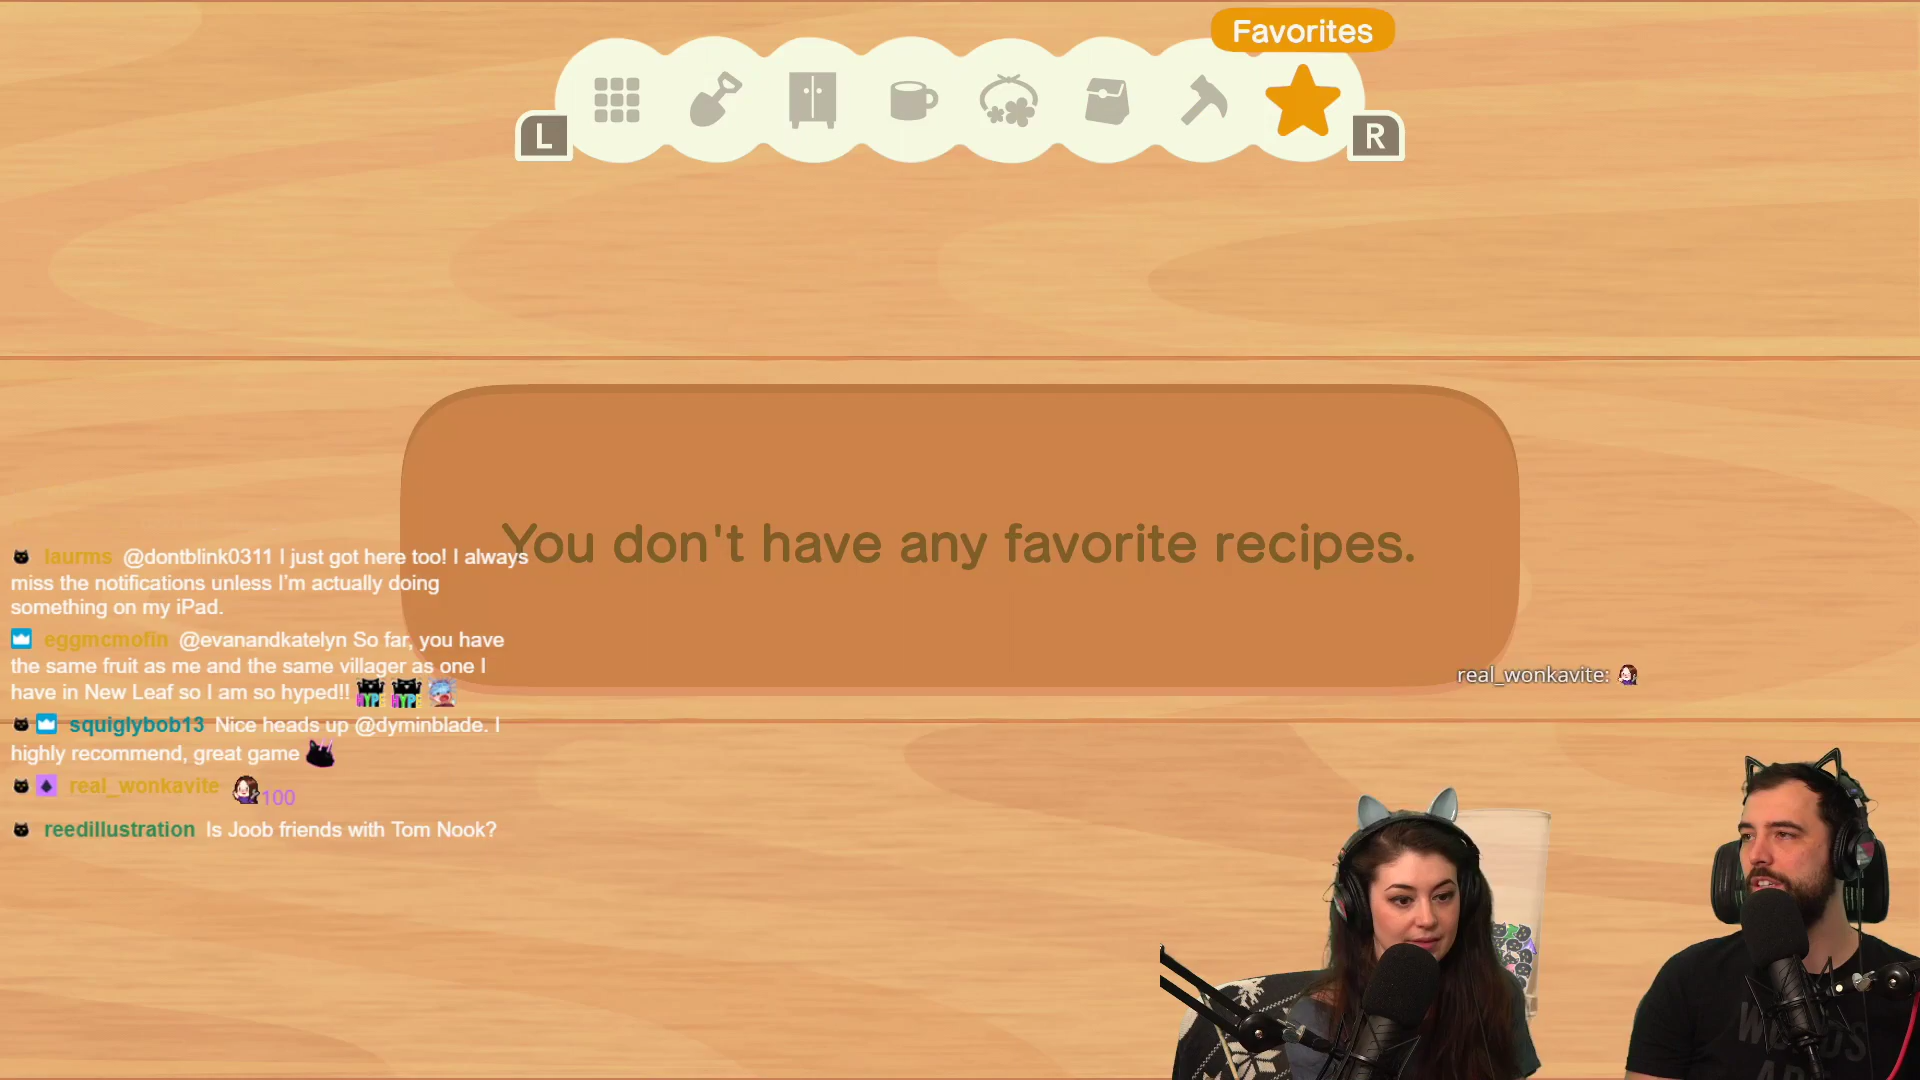 Favorites
L
R
You don't have any favorite recipes.
laurms @dontblink0311 I just got here too! I always
miss the notifications unless I'm actually doing
something on my iPad.
eggmcmofin @evanandkatelyn So far, you have
the same fruit as me and the same villager as one I
have in New Leaf so I am so hyped!!
squiglybob13 Nice heads up @dyminblade. I
highly recommend, great game
real_wonkavite 100
reedillustration Is Joob friends with Tom Nook?
real_wonkavite: